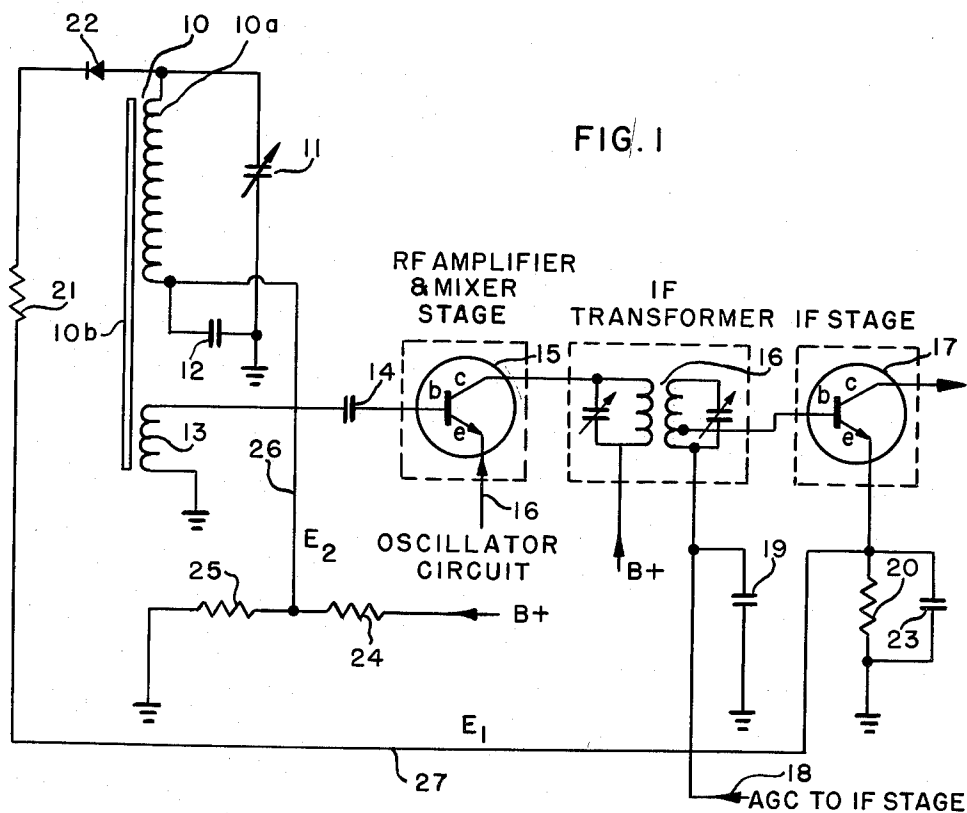 22
10
10a
FIG. 1
11
RF AMPLIFIER
& MIXER
STAGE
IF
TRANSFORMER
IF STAGE
21
10b
12
14
15
16
17
b
c
e
b
c
e
13
26
16
OSCILLATOR
CIRCUIT
B+
E2
25
24
B+
19
20
23
E1
27
18
AGC TO IF STAGE